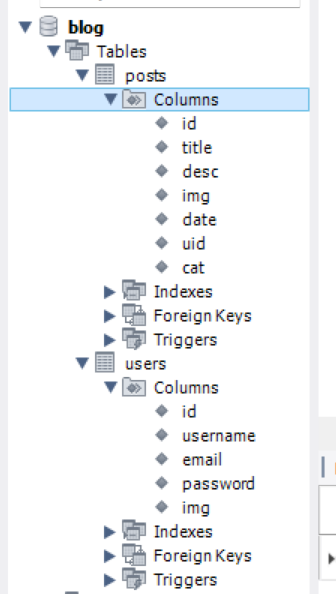 blog
Tables
posts
Columns
id
title
desc
img
date
uid
cat
Indexes
Foreign Keys
Triggers
users
Columns
id
username
email
password
img
Indexes
Foreign Keys
Triggers